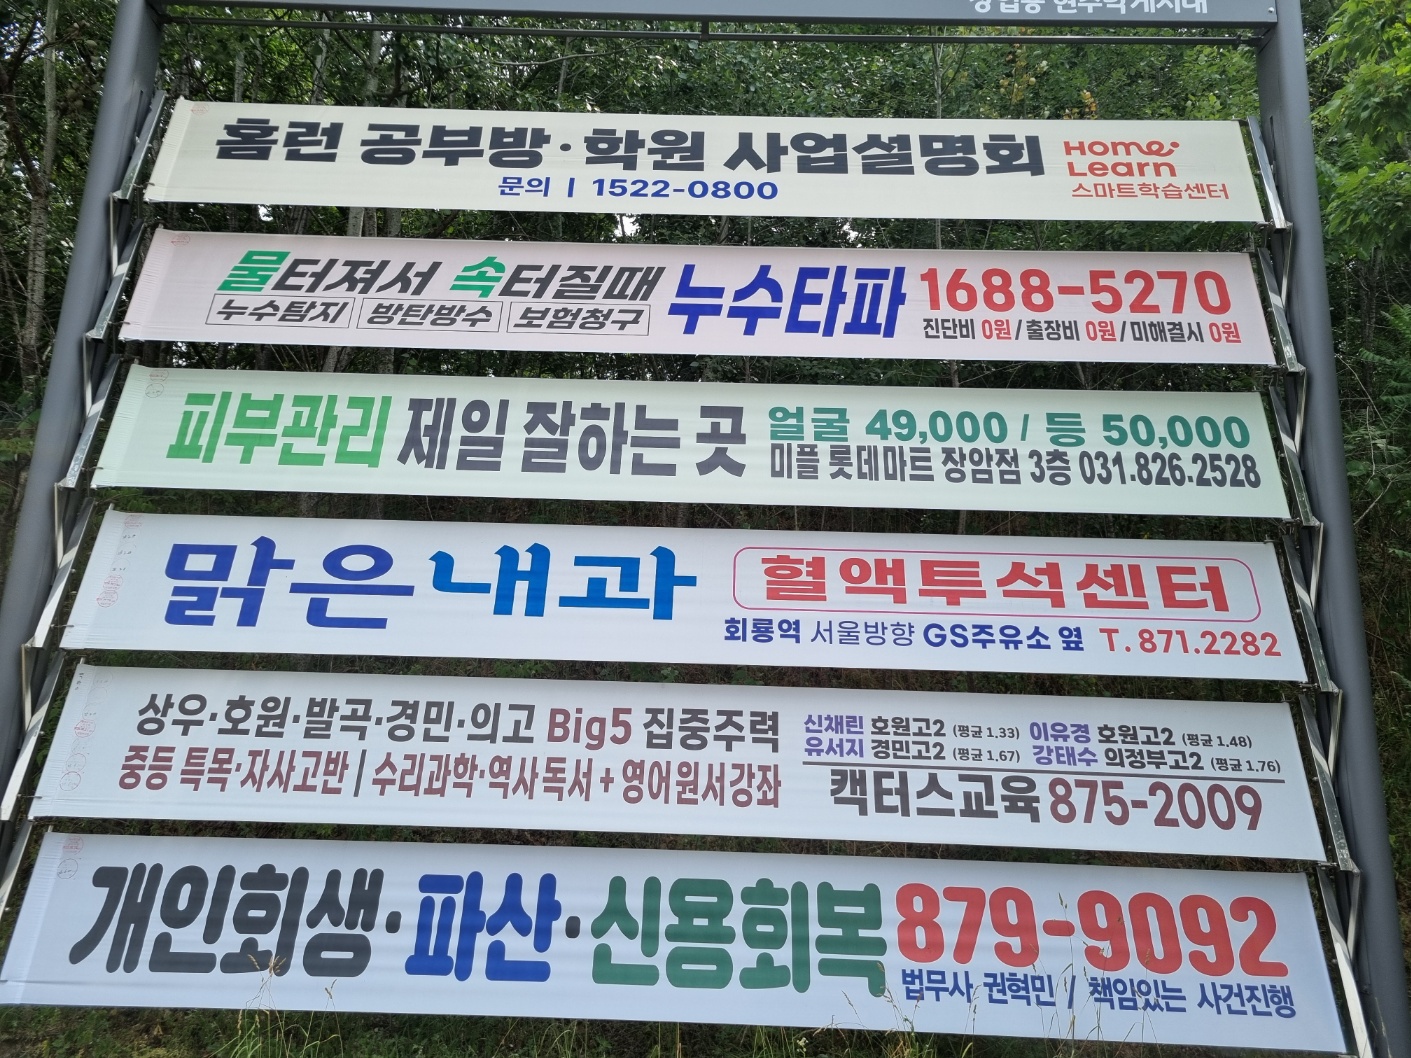 현수막게시대
홈런 공부방·학원 사업설명회
문의 | 1522-0800
Home Learn
스마트학습센터
물터져서 속터질때
누수탐지 방탄방수 보험청구
누수타파
1688-5270
진단비 0원/출장비 0원/미해결시 0원
피부관리 제일 잘하는 곳
얼굴 49,000 / 등 50,000
미플 롯데마트 장암점 3층 031.826.2528
맑은내과
혈액투석센터
회룡역 서울방향 GS주유소 옆 T. 871.2282
상우·호원·발곡·경민·의고 Big5 집중주력
중등 특목·자사고반 | 수리과학·역사독서 + 영어원서강좌
신채린 호원고2 (평균 1.33) 이유경 호원고2 (평균 1.48)
유서지 경민고2 (평균 1.67) 강태수 의정부고2 (평균 1.76)
캑터스교육 875-2009
개인회생·파산·신용회복 879-9092
법무사 권혁민 / 책임있는 사건진행